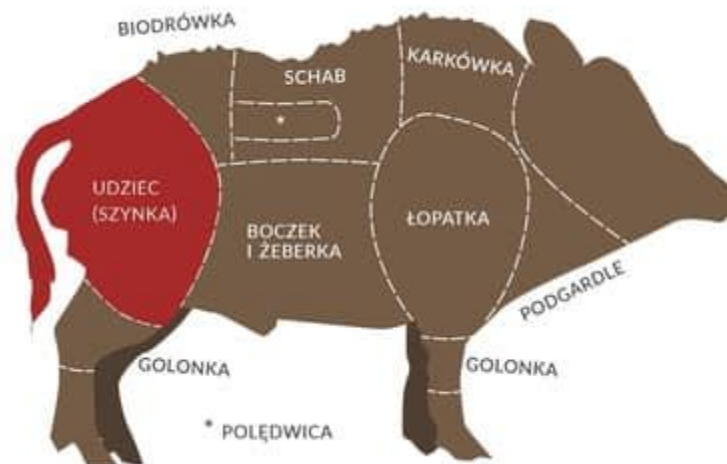 BIODRÓWKA
SCHAB
KARKÓWKA
*
UDZIEC
(SZYNKA)
BOCZEK
I ŻEBERKA
ŁOPATKA
PODGARDLE
GOLONKA
GOLONKA
* POLĘDWICA